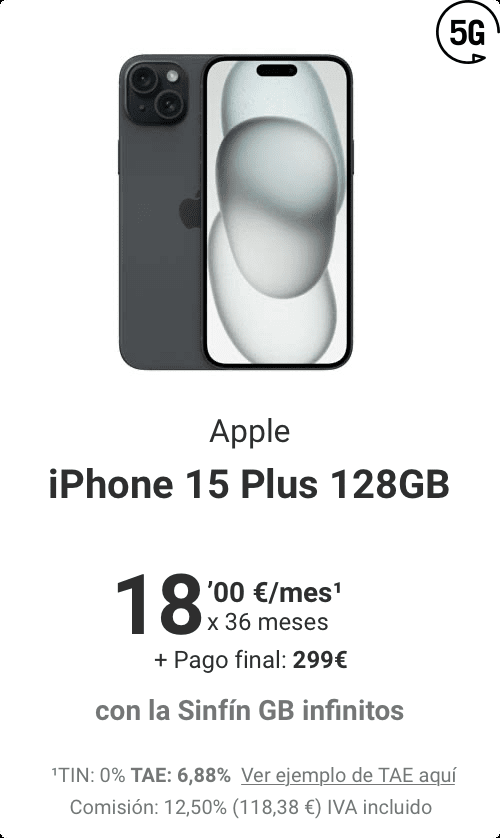 5G
Apple
iPhone 15 Plus 128GB
18’00 €/mes¹
x 36 meses
+ Pago final: 299€
con la Sinfín GB infinitos
¹TIN: 0% TAE: 6,88% Ver ejemplo de TAE aquí
Comisión: 12,50% (118,38 €) IVA incluido